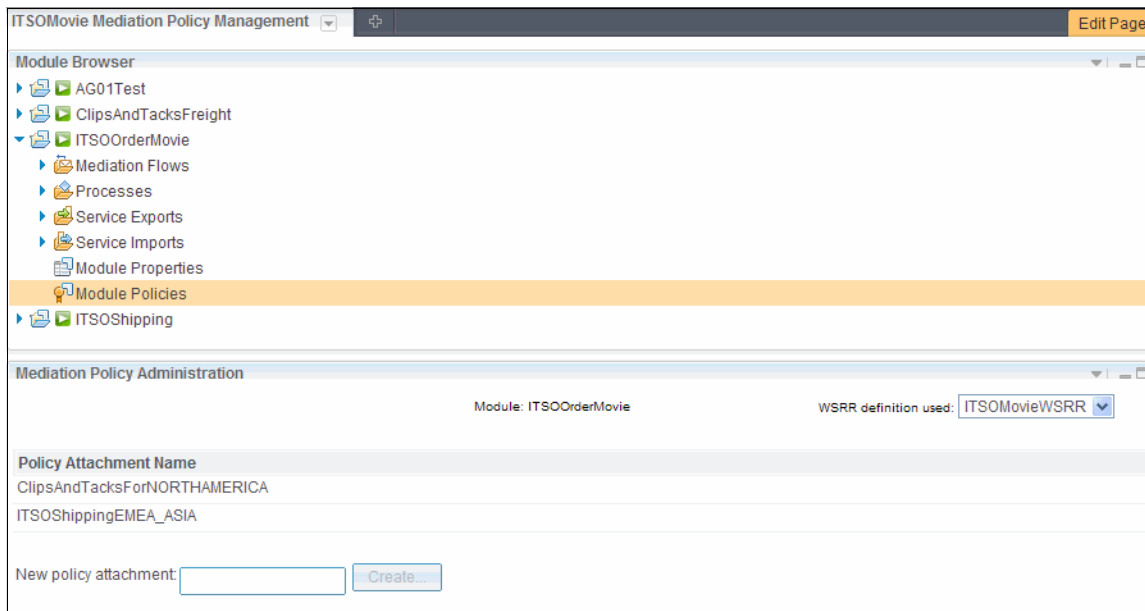 ITSOMovie Mediation Policy Management
Edit Page
Module Browser
AG01Test
ClipsAndTacksFreight
ITSOOrderMovie
Mediation Flows
Processes
Service Exports
Service Imports
Module Properties
Module Policies
ITSOShipping
Mediation Policy Administration
Module: ITSOOrderMovie WSRR definition used: ITSOMovieWSRR
Policy Attachment Name
ClipsAndTacksForNORTHAMERICA
ITSOShippingEMEA_ASIA
New policy attachment: Create...